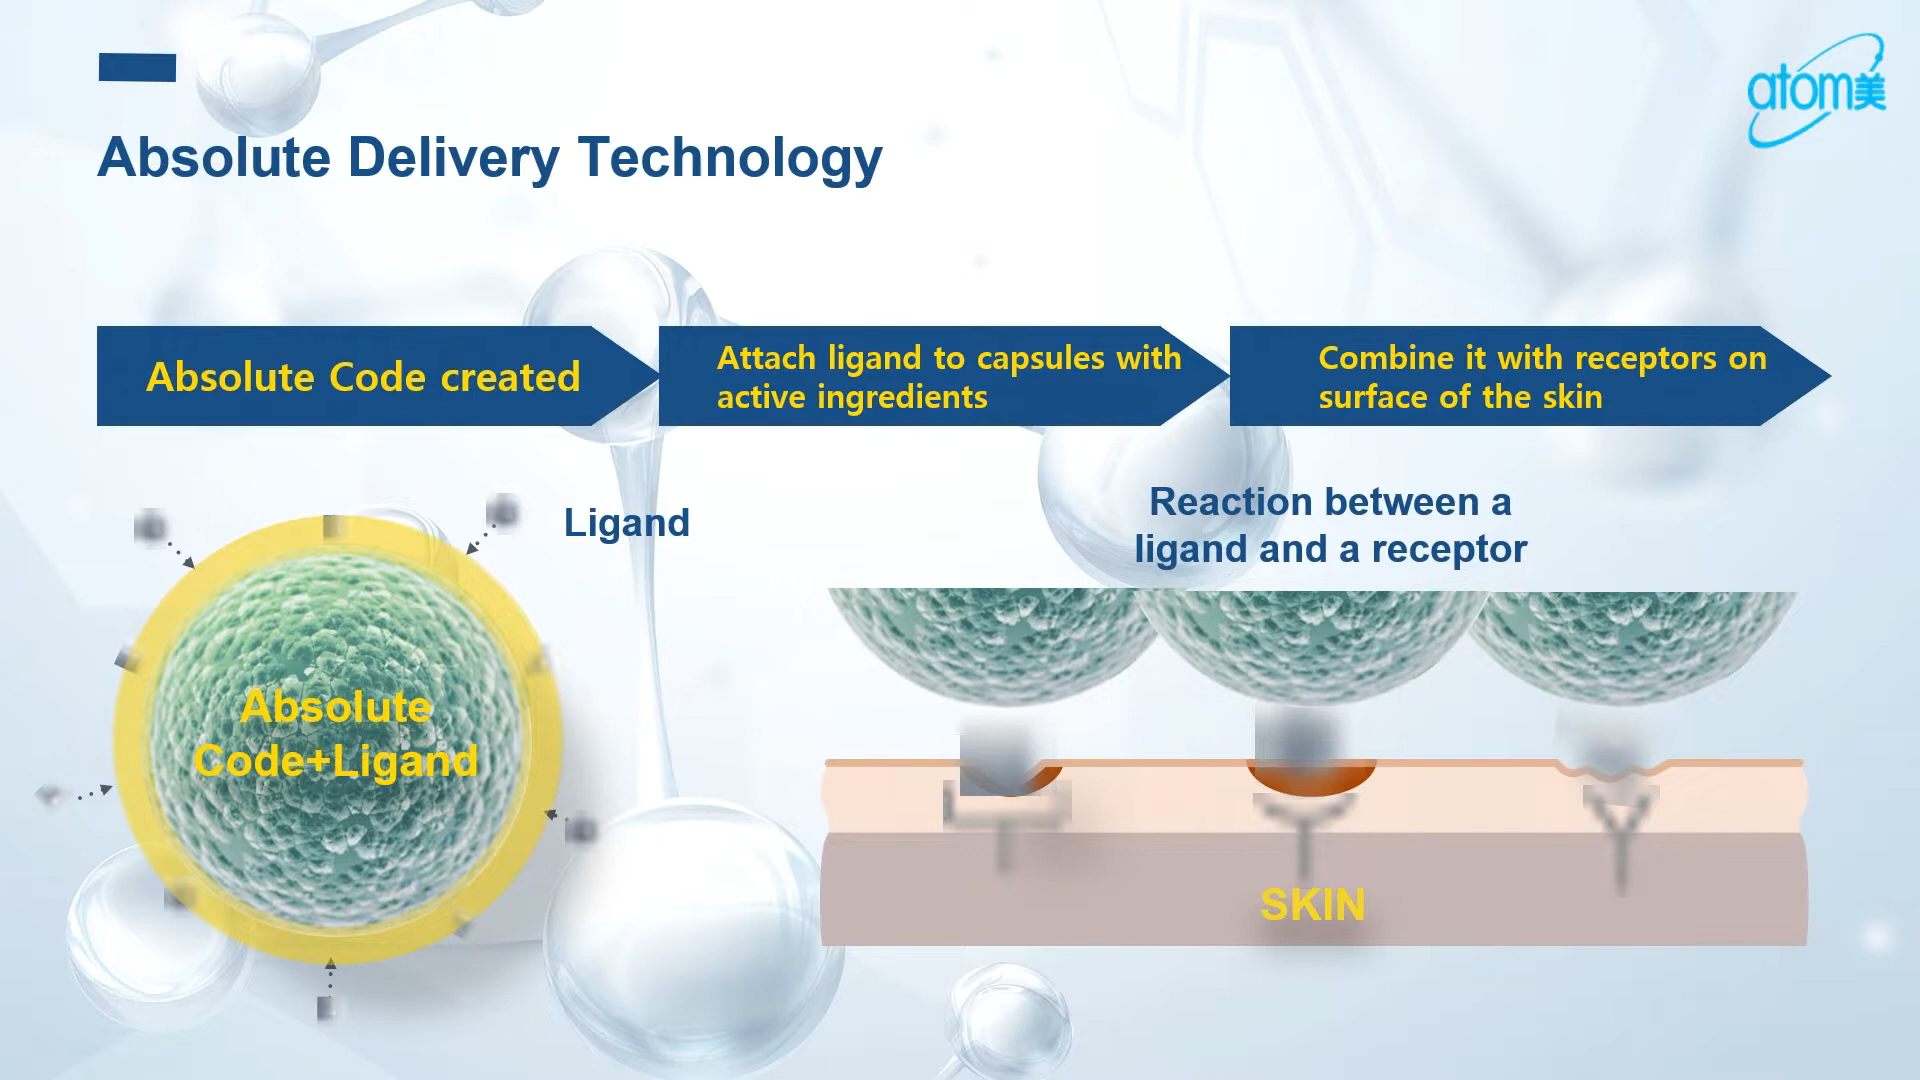 atom美
Absolute Delivery Technology
Absolute Code created
Attach ligand to capsules with
active ingredients
Combine it with receptors on
surface of the skin
Ligand
Reaction between a
ligand and a receptor
Absolute
Code+Ligand
SKIN